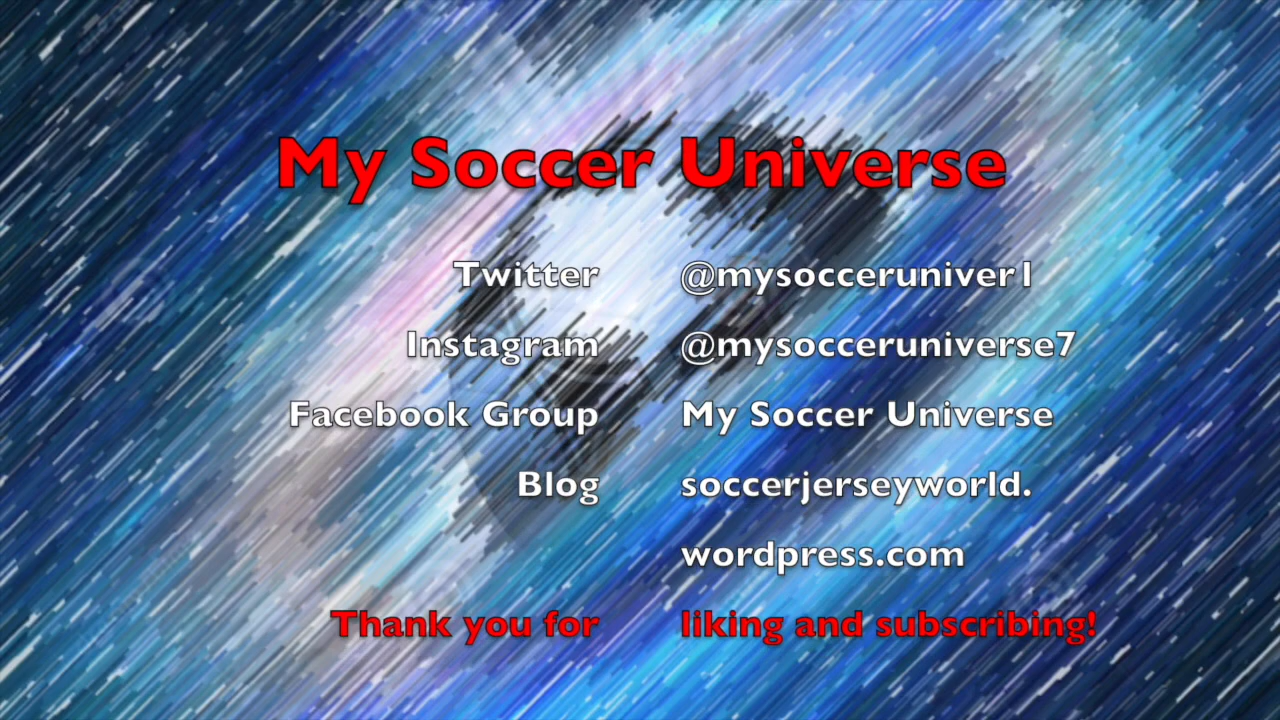 My Soccer Universe
Twitter @mysocceruniver1
Instagram @mysocceruniverse7
Facebook Group My Soccer Universe
Blog soccerjerseyworld.
wordpress.com
Thank you for liking and subscribing!